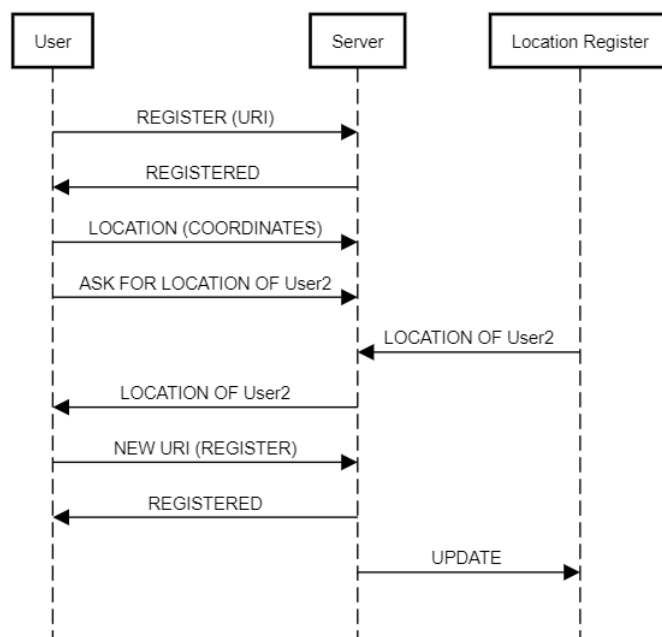 User
Server
Location Register
REGISTER (URI)
REGISTERED
LOCATION (COORDINATES)
ASK FOR LOCATION OF User2
LOCATION OF User2
LOCATION OF User2
NEW URI (REGISTER)
REGISTERED
UPDATE